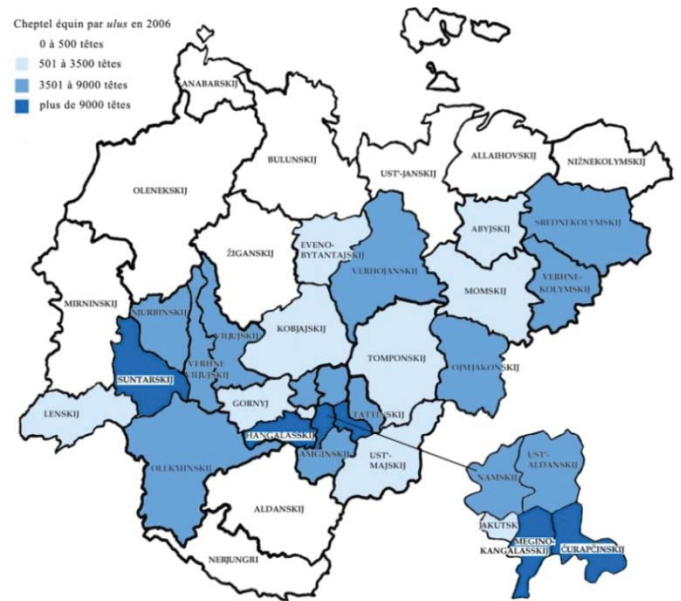 Cheptel équin par ulus en 2006
0 à 500 têtes
501 à 3500 têtes
3501 à 9000 têtes
plus de 9000 têtes
ANABARSKIJ
OLENEKSKIJ
BULUNSKIJ
UST'-JANSKIJ
ALLAIHOVSKIJ
NIŽNEKOLYMSKIJ
ABYJSKIJ
SREDNEKOLYMSKIJ
EVENO-
BYTANTAJSKIJ
ŽIGANSKIJ
VERHOJANSKIJ
VERHNE-
KOLYMSKIJ
MOMSKIJ
MIRNINSKIJ
NJURBINSKIJ
VILJUJSKIJ
KOBJAJSKIJ
TOMPONSKIJ
OJMJAKONSKIJ
VERHNE
VILJUJSKIJ
SUNTARSKIJ
GORNYJ
LENSKIJ
TATTINSKIJ
HANGALASSKIJ
AMGINSKIJ
UST'-
MAJSKIJ
OLEKMINSKIJ
ALDANSKIJ
NERJUNGRI
NAMSKIJ
UST'-
ALDANSKIJ
JAKUTSK
MEGINO-
KANGALASSKIJ
ČURAPČINSKIJ